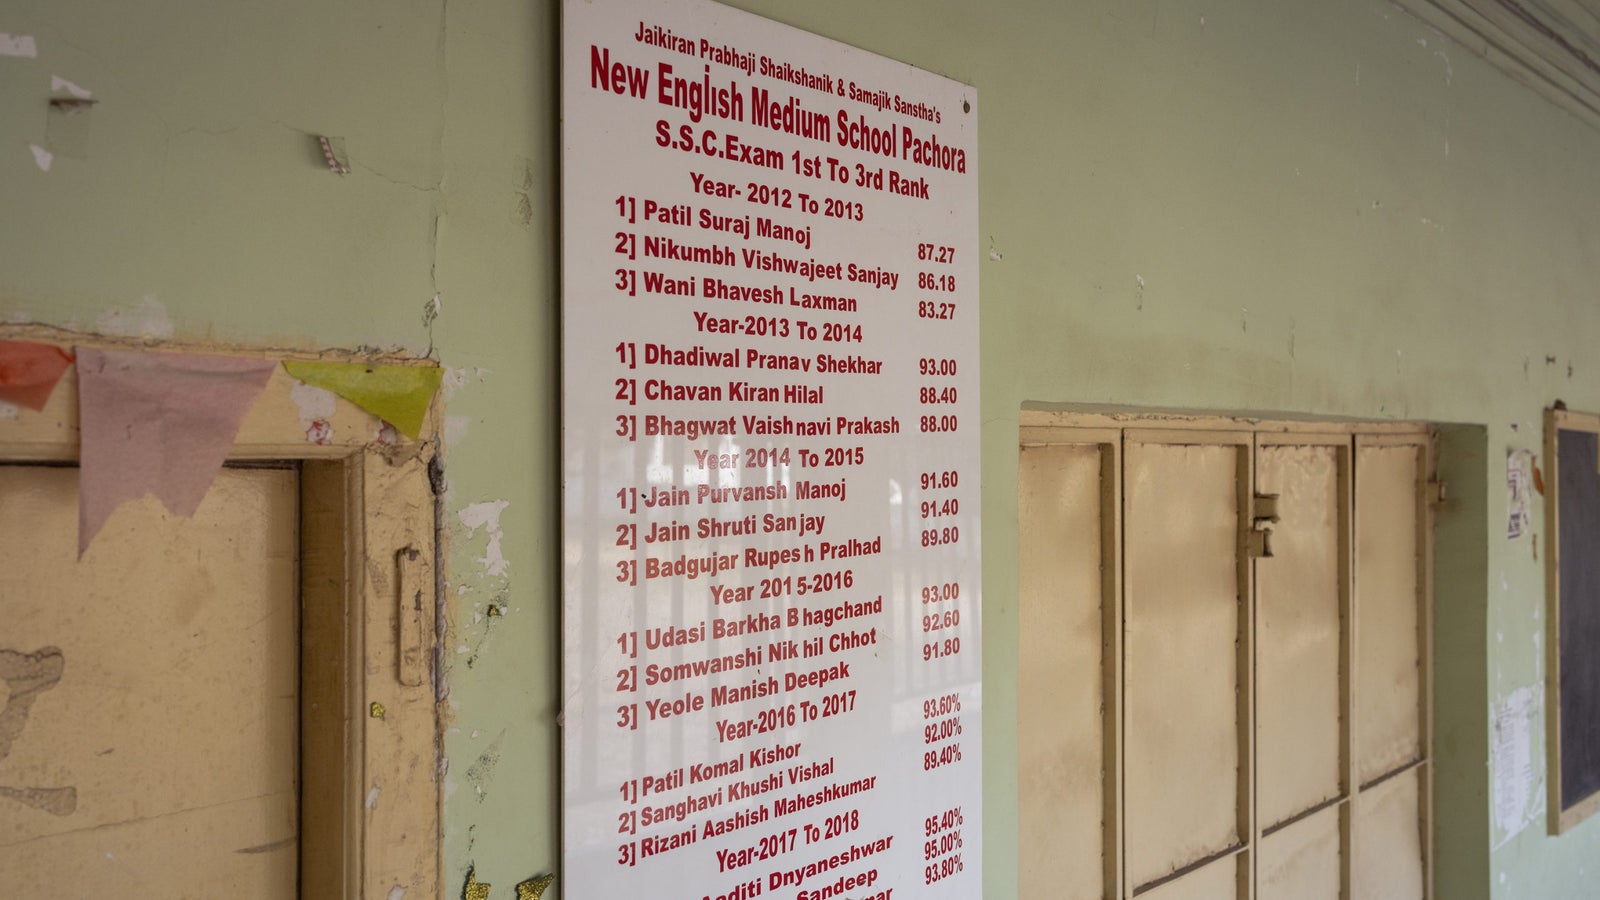 Jaikiran Prabhaji Shaikshanik & Samajik Sanstha's
New English Medium School Pachora
S.S.C.Exam 1st To 3rd Rank
Year- 2012 To 2013
1] Patil Suraj Manoj 87.27
2] Nikumbh Vishwajeet Sanjay 86.18
3] Wani Bhavesh Laxman 83.27
Year-2013 To 2014
1] Dhadiwal Pranav Shekhar 93.00
2] Chavan Kiran Hilal 88.40
3] Bhagwat Vaishnavi Prakash 88.00
Year 2014 To 2015
1] Jain Purvansh Manoj 91.60
2] Jain Shruti Sanjay 91.40
3] Badgujar Rupesh Pralhad 89.80
Year 2015-2016
1] Udasi Barkha Bhagchand 93.00
2] Somwanshi Nikhil Chhot 92.60
3] Yeole Manish Deepak 91.80
Year-2016 To 2017
1] Patil Komal Kishor 93.60%
2] Sanghavi Khushi Vishal 92.00%
3] Rizani Aashish Maheshkumar 89.40%
Year-2017 To 2018
Aaditi Dnyaneshwar 95.40%
Sandeep 95.00%
93.80%